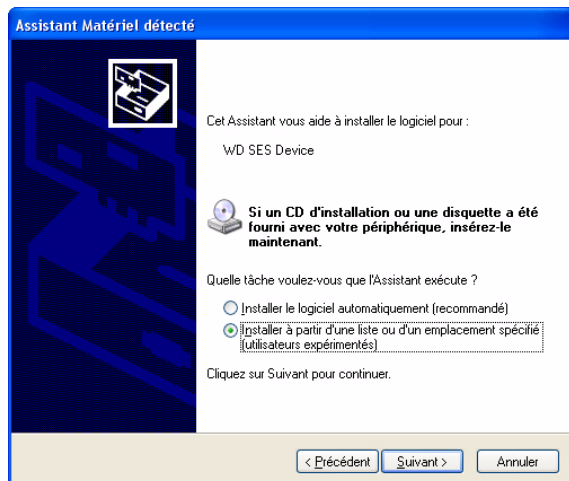 Assistant Matériel détecté
Cet Assistant vous aide à installer le logiciel pour :
WD SES Device
Si un CD d'installation ou une disquette a été
fourni avec votre périphérique, insérez-le
maintenant.
Quelle tâche voulez-vous que l'Assistant exécute ?
Installer le logiciel automatiquement (recommandé)
Installer à partir d'une liste ou d'un emplacement spécifié
(utilisateurs expérimentés)
Cliquez sur Suivant pour continuer.
< Précédent Suivant > Annuler